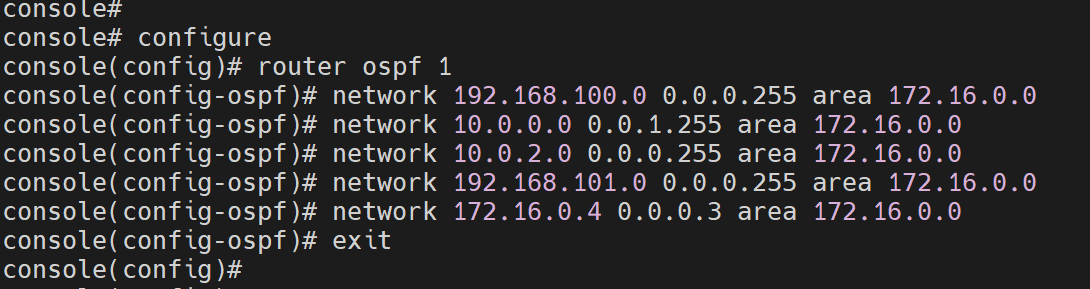 console#
console# configure
console(config)# router ospf 1
console(config-ospf)# network 192.168.100.0 0.0.0.255 area 172.16.0.0
console(config-ospf)# network 10.0.0.0 0.0.1.255 area 172.16.0.0
console(config-ospf)# network 10.0.2.0 0.0.0.255 area 172.16.0.0
console(config-ospf)# network 192.168.101.0 0.0.0.255 area 172.16.0.0
console(config-ospf)# network 172.16.0.4 0.0.0.3 area 172.16.0.0
console(config-ospf)# exit
console(config)#